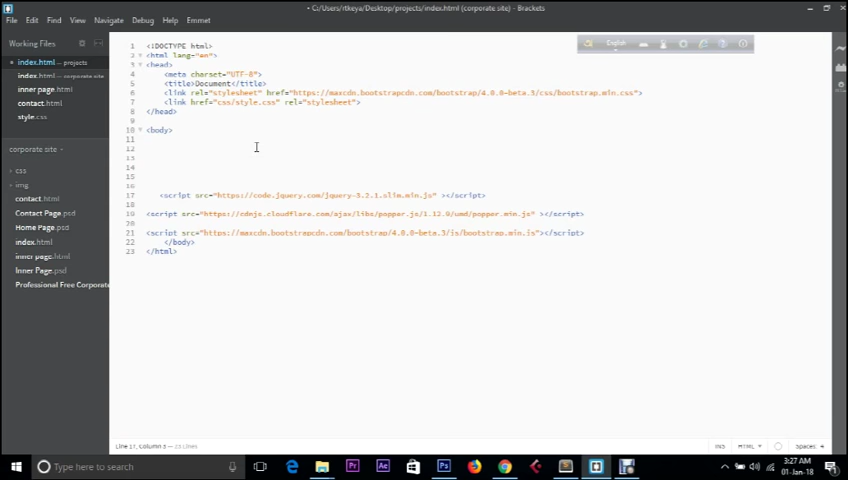 • C:/Users/rtkeya/Desktop/projects/index.html (corporate site) - Brackets
File Edit Find View Navigate Debug Help Emmet
Working Files
index.html — projects
index.html — corporate site
inner page.html
contact.html
style.css
corporate site
css
img
contact.html
Contact Page.psd
Home Page.psd
index.html
inner page.html
Inner Page.psd
Professional Free Corporate
English
1 <!DOCTYPE html>
2 <html lang="en">
3 <head>
4 <meta charset="UTF-8">
5 <title>Document</title>
6 <link rel="stylesheet" href="https://maxcdn.bootstrapcdn.com/bootstrap/4.0.0-beta.3/css/bootstrap.min.css">
7 <link href="css/style.css" rel="stylesheet">
8 </head>
9
10 <body>
11
12
13
14
15
16
17 <script src="https://code.jquery.com/jquery-3.2.1.slim.min.js" ></script>
18
19 <script src="https://cdnjs.cloudflare.com/ajax/libs/popper.js/1.12.9/umd/popper.min.js" ></script>
20
21 <script src="https://maxcdn.bootstrapcdn.com/bootstrap/4.0.0-beta.3/js/bootstrap.min.js"></script>
22 </body>
23 </html>
Line 17, Column 5 — 23 Lines
INS HTML Spaces: 4
Type here to search
Pr Ae Ps
3:27 AM
01-Jan-18